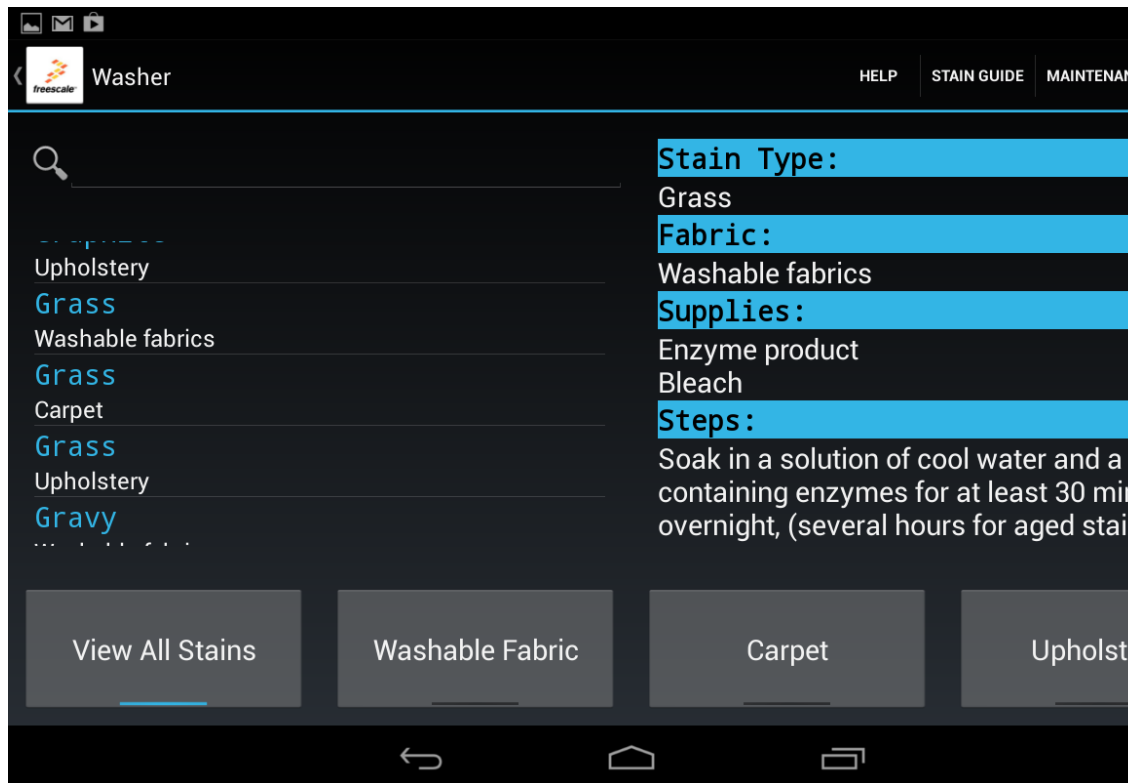 freescale
Washer
HELP
STAIN GUIDE
Upholstery
Grass
Washable fabrics
Grass
Carpet
Grass
Upholstery
Gravy
Stain Type:
Grass
Fabric:
Washable fabrics
Supplies:
Enzyme product
Bleach
Steps:
Soak in a solution of cool water and a
containing enzymes for at least 30
overnight, (several hours for aged
View All Stains
Washable Fabric
Carpet